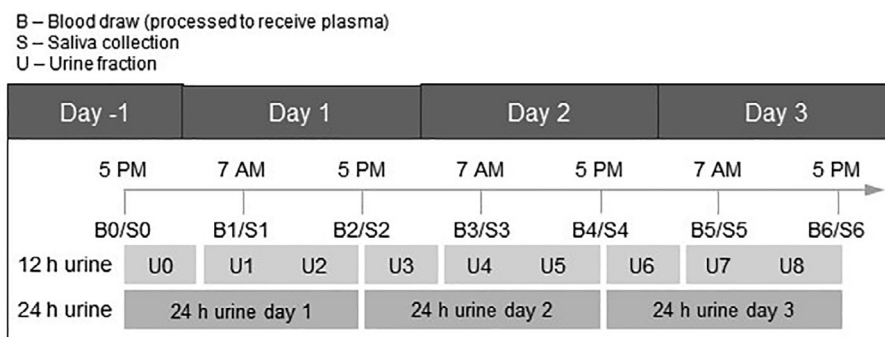 B – Blood draw (processed to receive plasma)
S – Saliva collection
U – Urine fraction
Day -1 Day 1 Day 2 Day 3
5 PM 7 AM 5 PM 7 AM 5 PM 7 AM 5 PM
B0/S0 B1/S1 B2/S2 B3/S3 B4/S4 B5/S5 B6/S6
12 h urine U0 U1 U2 U3 U4 U5 U6 U7 U8
24 h urine 24 h urine day 1 24 h urine day 2 24 h urine day 3